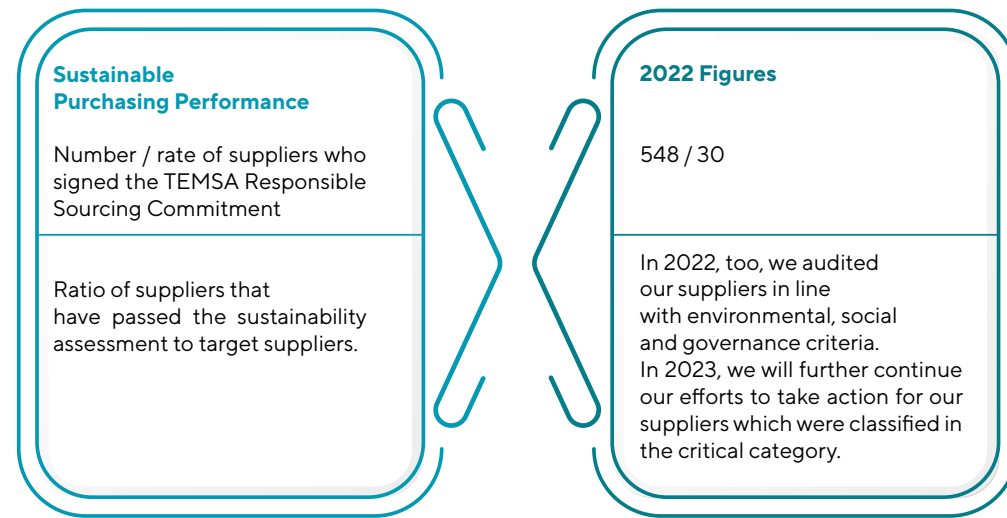 Sustainable
Purchasing Performance
Number / rate of suppliers who
signed the TEMSA Responsible
Sourcing Commitment
Ratio of suppliers that
have passed the sustainability
assessment to target suppliers.
2022 Figures
548 / 30
In 2022, too, we audited
our suppliers in line
with environmental, social
and governance criteria.
In 2023, we will further continue
our efforts to take action for our
suppliers which were classified in
the critical category.